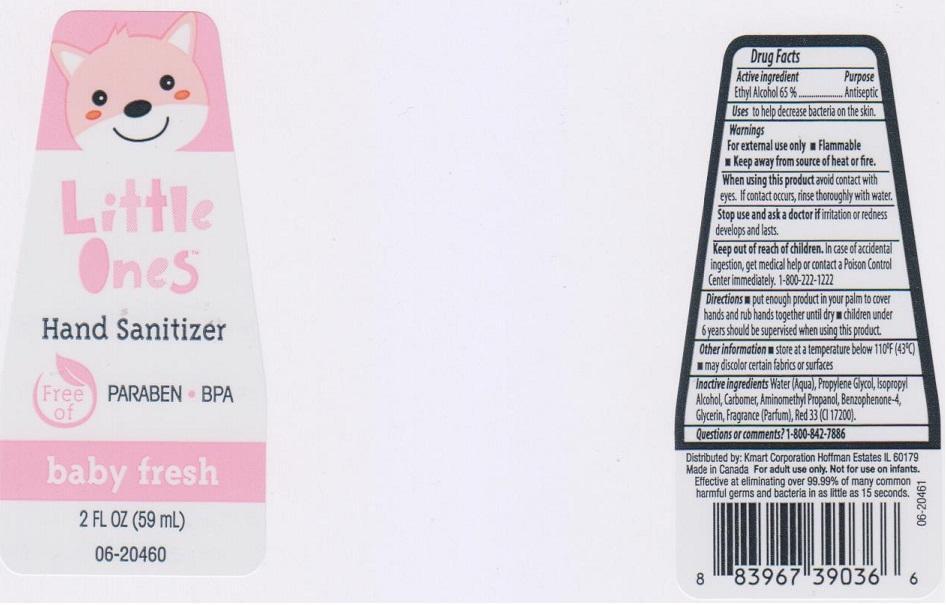 Little
Ones™
Hand Sanitizer
Free
of
PARABEN • BPA
baby fresh
2 FL OZ (59 mL)
06-20460
Drug Facts
Active ingredient Purpose
Ethyl Alcohol 65 % ..................... Antiseptic
Uses to help decrease bacteria on the skin.
Warnings
For external use only ■ Flammable
■ Keep away from source of heat or fire.
When using this product avoid contact with
eyes. If contact occurs, rinse thoroughly with water.
Stop use and ask a doctor if irritation or redness
develops and lasts.
Keep out of reach of children. In case of accidental
ingestion, get medical help or contact a Poison Control
Center immediately. 1-800-222-1222
Directions ■ put enough product in your palm to cover
hands and rub hands together until dry ■ children under
6 years should be supervised when using this product.
Other information ■ store at a temperature below 110ºF (43ºC)
■ may discolor certain fabrics or surfaces
Inactive ingredients Water (Aqua), Propylene Glycol, Isopropyl
Alcohol, Carbomer, Aminomethyl Propanol, Benzophenone-4,
Glycerin, Fragrance (Parfum), Red 33 (CI 17200).
Questions or comments? 1-800-842-7886
Distributed by: Kmart Corporation Hoffman Estates IL 60179
Made in Canada For adult use only. Not for use on infants.
Effective at eliminating over 99.99% of many common
harmful germs and bacteria in as little as 15 seconds.
06-20461
8 83967 39036 6